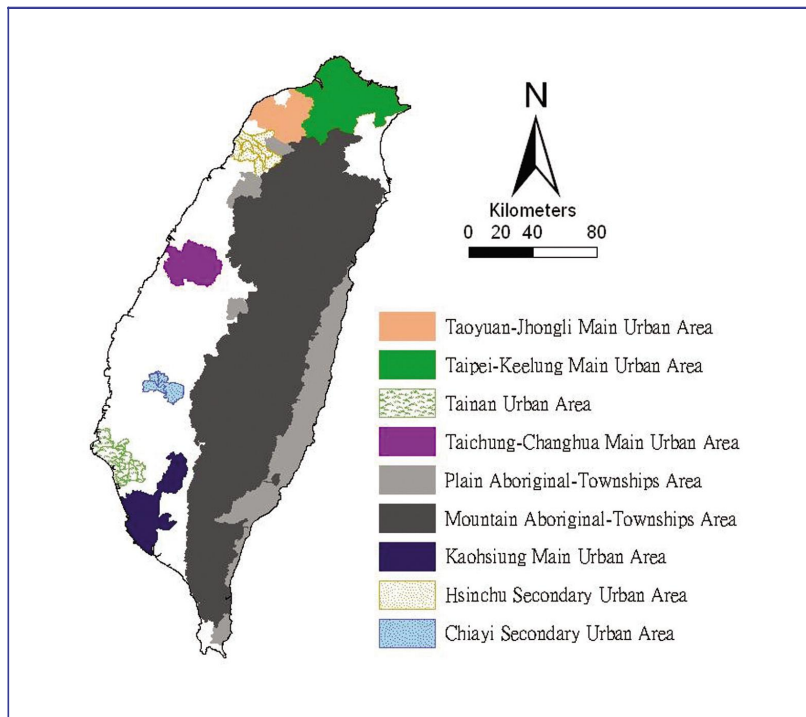 N
Kilometers
0 20 40 80
Taoyuan-Jhongli Main Urban Area
Taipei-Keelung Main Urban Area
Tainan Urban Area
Taichung-Changhua Main Urban Area
Plain Aboriginal-Townships Area
Mountain Aboriginal-Townships Area
Kaohsiung Main Urban Area
Hsinchu Secondary Urban Area
Chiayi Secondary Urban Area